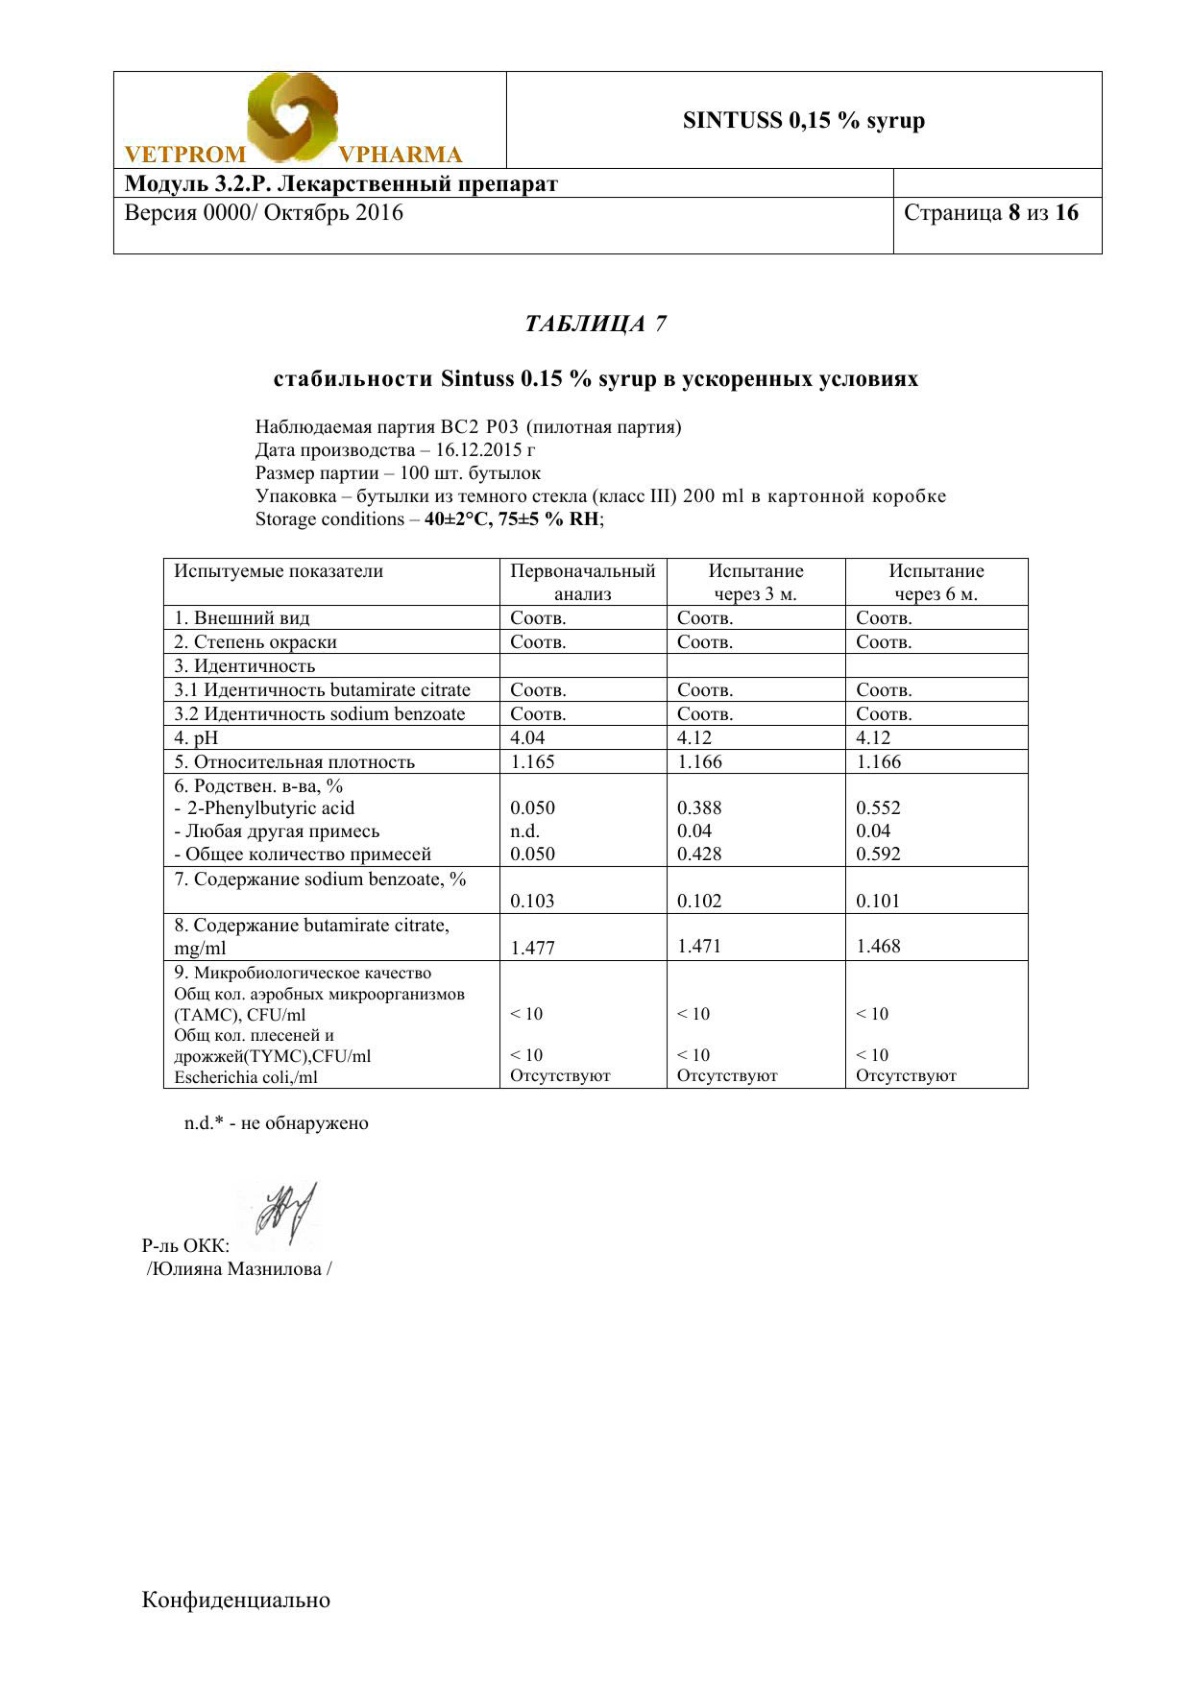 VETPROM VPHARMA
SINTUSS 0,15 % syrup
Модуль 3.2.P. Лекарственный препарат
Версия 0000/ Октябрь 2016
Страница 8 из 16
ТАБЛИЦА 7
стабильности Sintuss 0.15 % syrup в ускоренных условиях
Наблюдаемая партия BC2 P03 (пилотная партия)
Дата производства – 16.12.2015 г
Размер партии – 100 шт. бутылок
Упаковка – бутылки из темного стекла (класс III) 200 ml в картонной коробке
Storage conditions – 40±2°C, 75±5 % RH;
Испытуемые показатели Первоначальный Испытание Испытание
анализ через 3 м. через 6 м.
1. Внешний вид Соотв. Соотв. Соотв.
2. Степень окраски Соотв. Соотв. Соотв.
3. Идентичность
3.1 Идентичность butamirate citrate Соотв. Соотв. Соотв.
3.2 Идентичность sodium benzoate Соотв. Соотв. Соотв.
4. pH 4.04 4.12 4.12
5. Относительная плотность 1.165 1.166 1.166
6. Родствен. в-ва, %
- 2-Phenylbutyric acid 0.050 0.388 0.552
- Любая другая примесь n.d. 0.04 0.04
- Общее количество примесей 0.050 0.428 0.592
7. Содержание sodium benzoate, %
0.103 0.102 0.101
8. Содержание butamirate citrate,
mg/ml 1.477 1.471 1.468
9. Микробиологическое качество
Общ кол. аэробных микроорганизмов
(TAMC), CFU/ml < 10 < 10 < 10
Общ кол. плесеней и
дрожжей(TYMC),CFU/ml < 10 < 10 < 10
Escherichia coli,/ml Отсутствуют Отсутствуют Отсутствуют
n.d.* - не обнаружено
Р-ль ОКК:
/Юлияна Мазнилова /
Конфиденциально